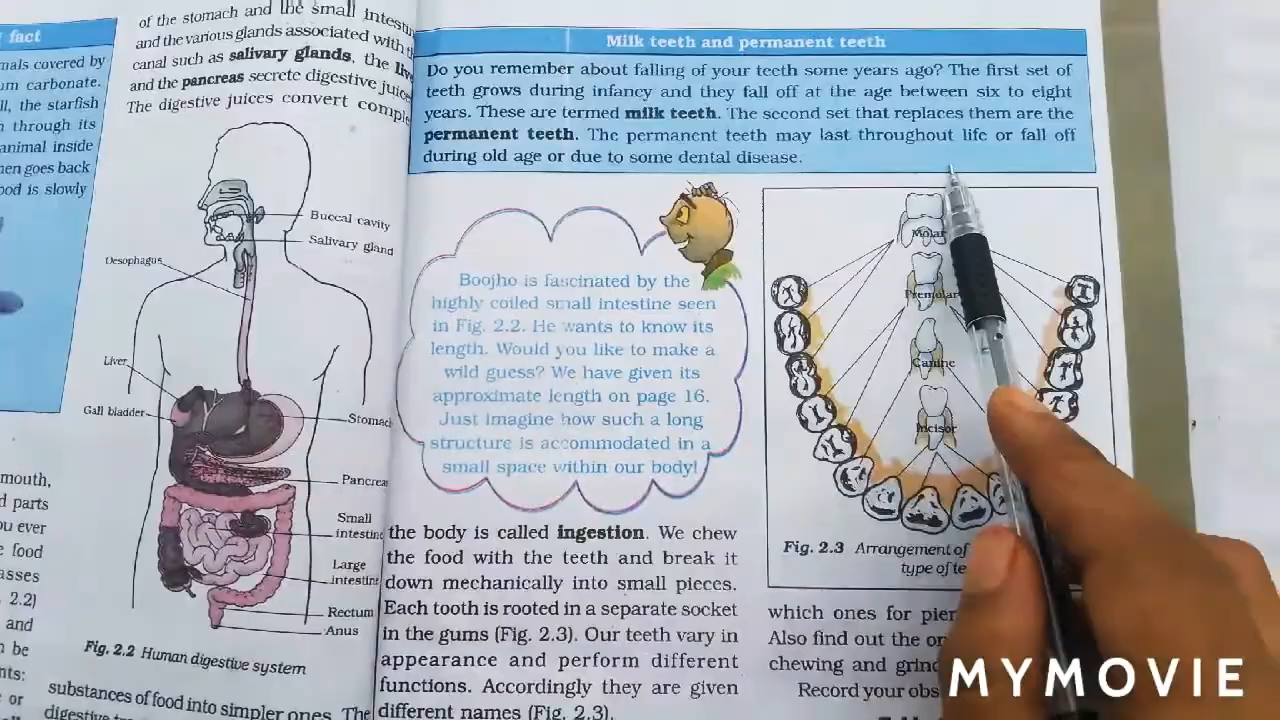 fact
mals covered by
um carbonate.
ll, the starfish
through its
animal inside
hen goes back
ood is slowly
mouth,
d parts
ou ever
food
asses
2.2)
and
n be
nts:
or
of the stomach and the small intestin
and the various glands associated with t
canal such as salivary glands, the liv
and the pancreas secrete digestive juic
The digestive juices convert comple
Buccal cavity
Salivary gland
Oesophagus
Liver
Gall bladder
Stomach
Pancreas
Small
intestine
Large
intestine
Rectum
Anus
Fig. 2.2 Human digestive system
substances of food into simpler ones. The
Milk teeth and permanent teeth
Do you remember about falling of your teeth some years ago? The first set of
teeth grows during infancy and they fall off at the age between six to eight
years. These are termed milk teeth. The second set that replaces them are the
permanent teeth. The permanent teeth may last throughout life or fall off
during old age or due to some dental disease.
Boojho is fascinated by the
highly coiled small intestine seen
in Fig. 2.2. He wants to know its
length. Would you like to make a
wild guess? We have given its
approximate length on page 16.
Just imagine how such a long
structure is accommodated in a
small space within our body!
the body is called ingestion. We chew
the food with the teeth and break it
down mechanically into small pieces.
Each tooth is rooted in a separate socket
in the gums (Fig. 2.3). Our teeth vary in
appearance and perform different
functions. Accordingly they are given
different names (Fig. 2.3).
Molar
Premolar
Canine
Incisor
Fig. 2.3 Arrangement of
type of te
which ones for pier
Also find out the on
chewing and grind
Record your obs
MYMOVIE